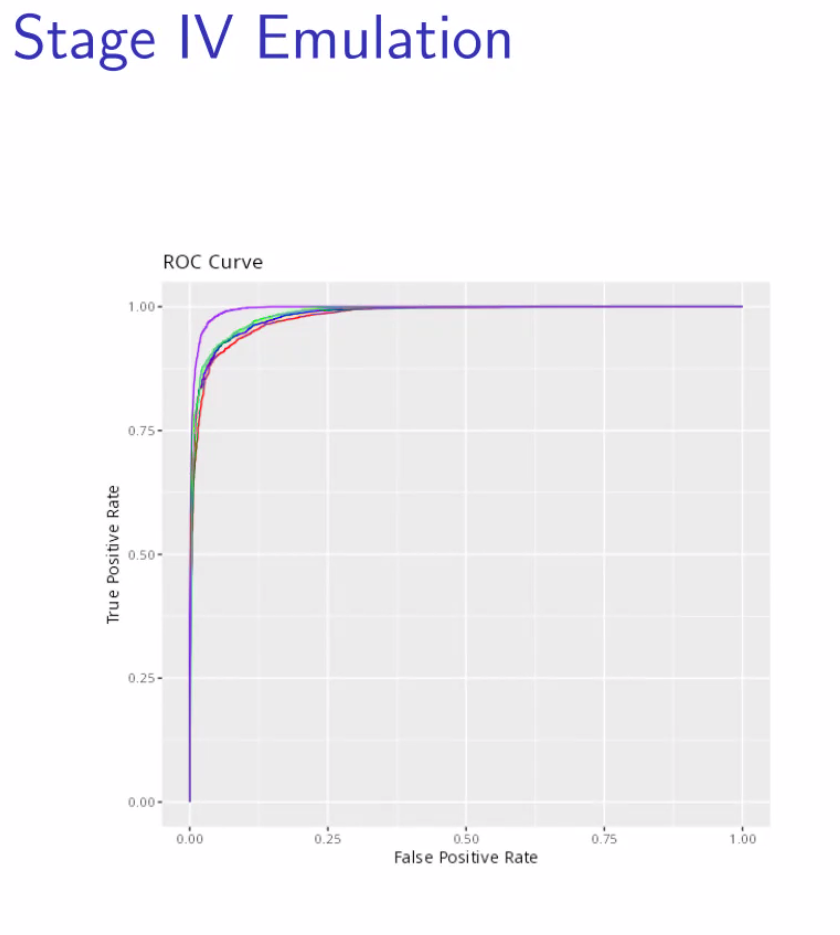 Stage IV Emulation
ROC Curve
1.00
0.75
0.50
0.25
0.00
True Positive Rate
0.00 0.25 0.50 0.75 1.00
False Positive Rate